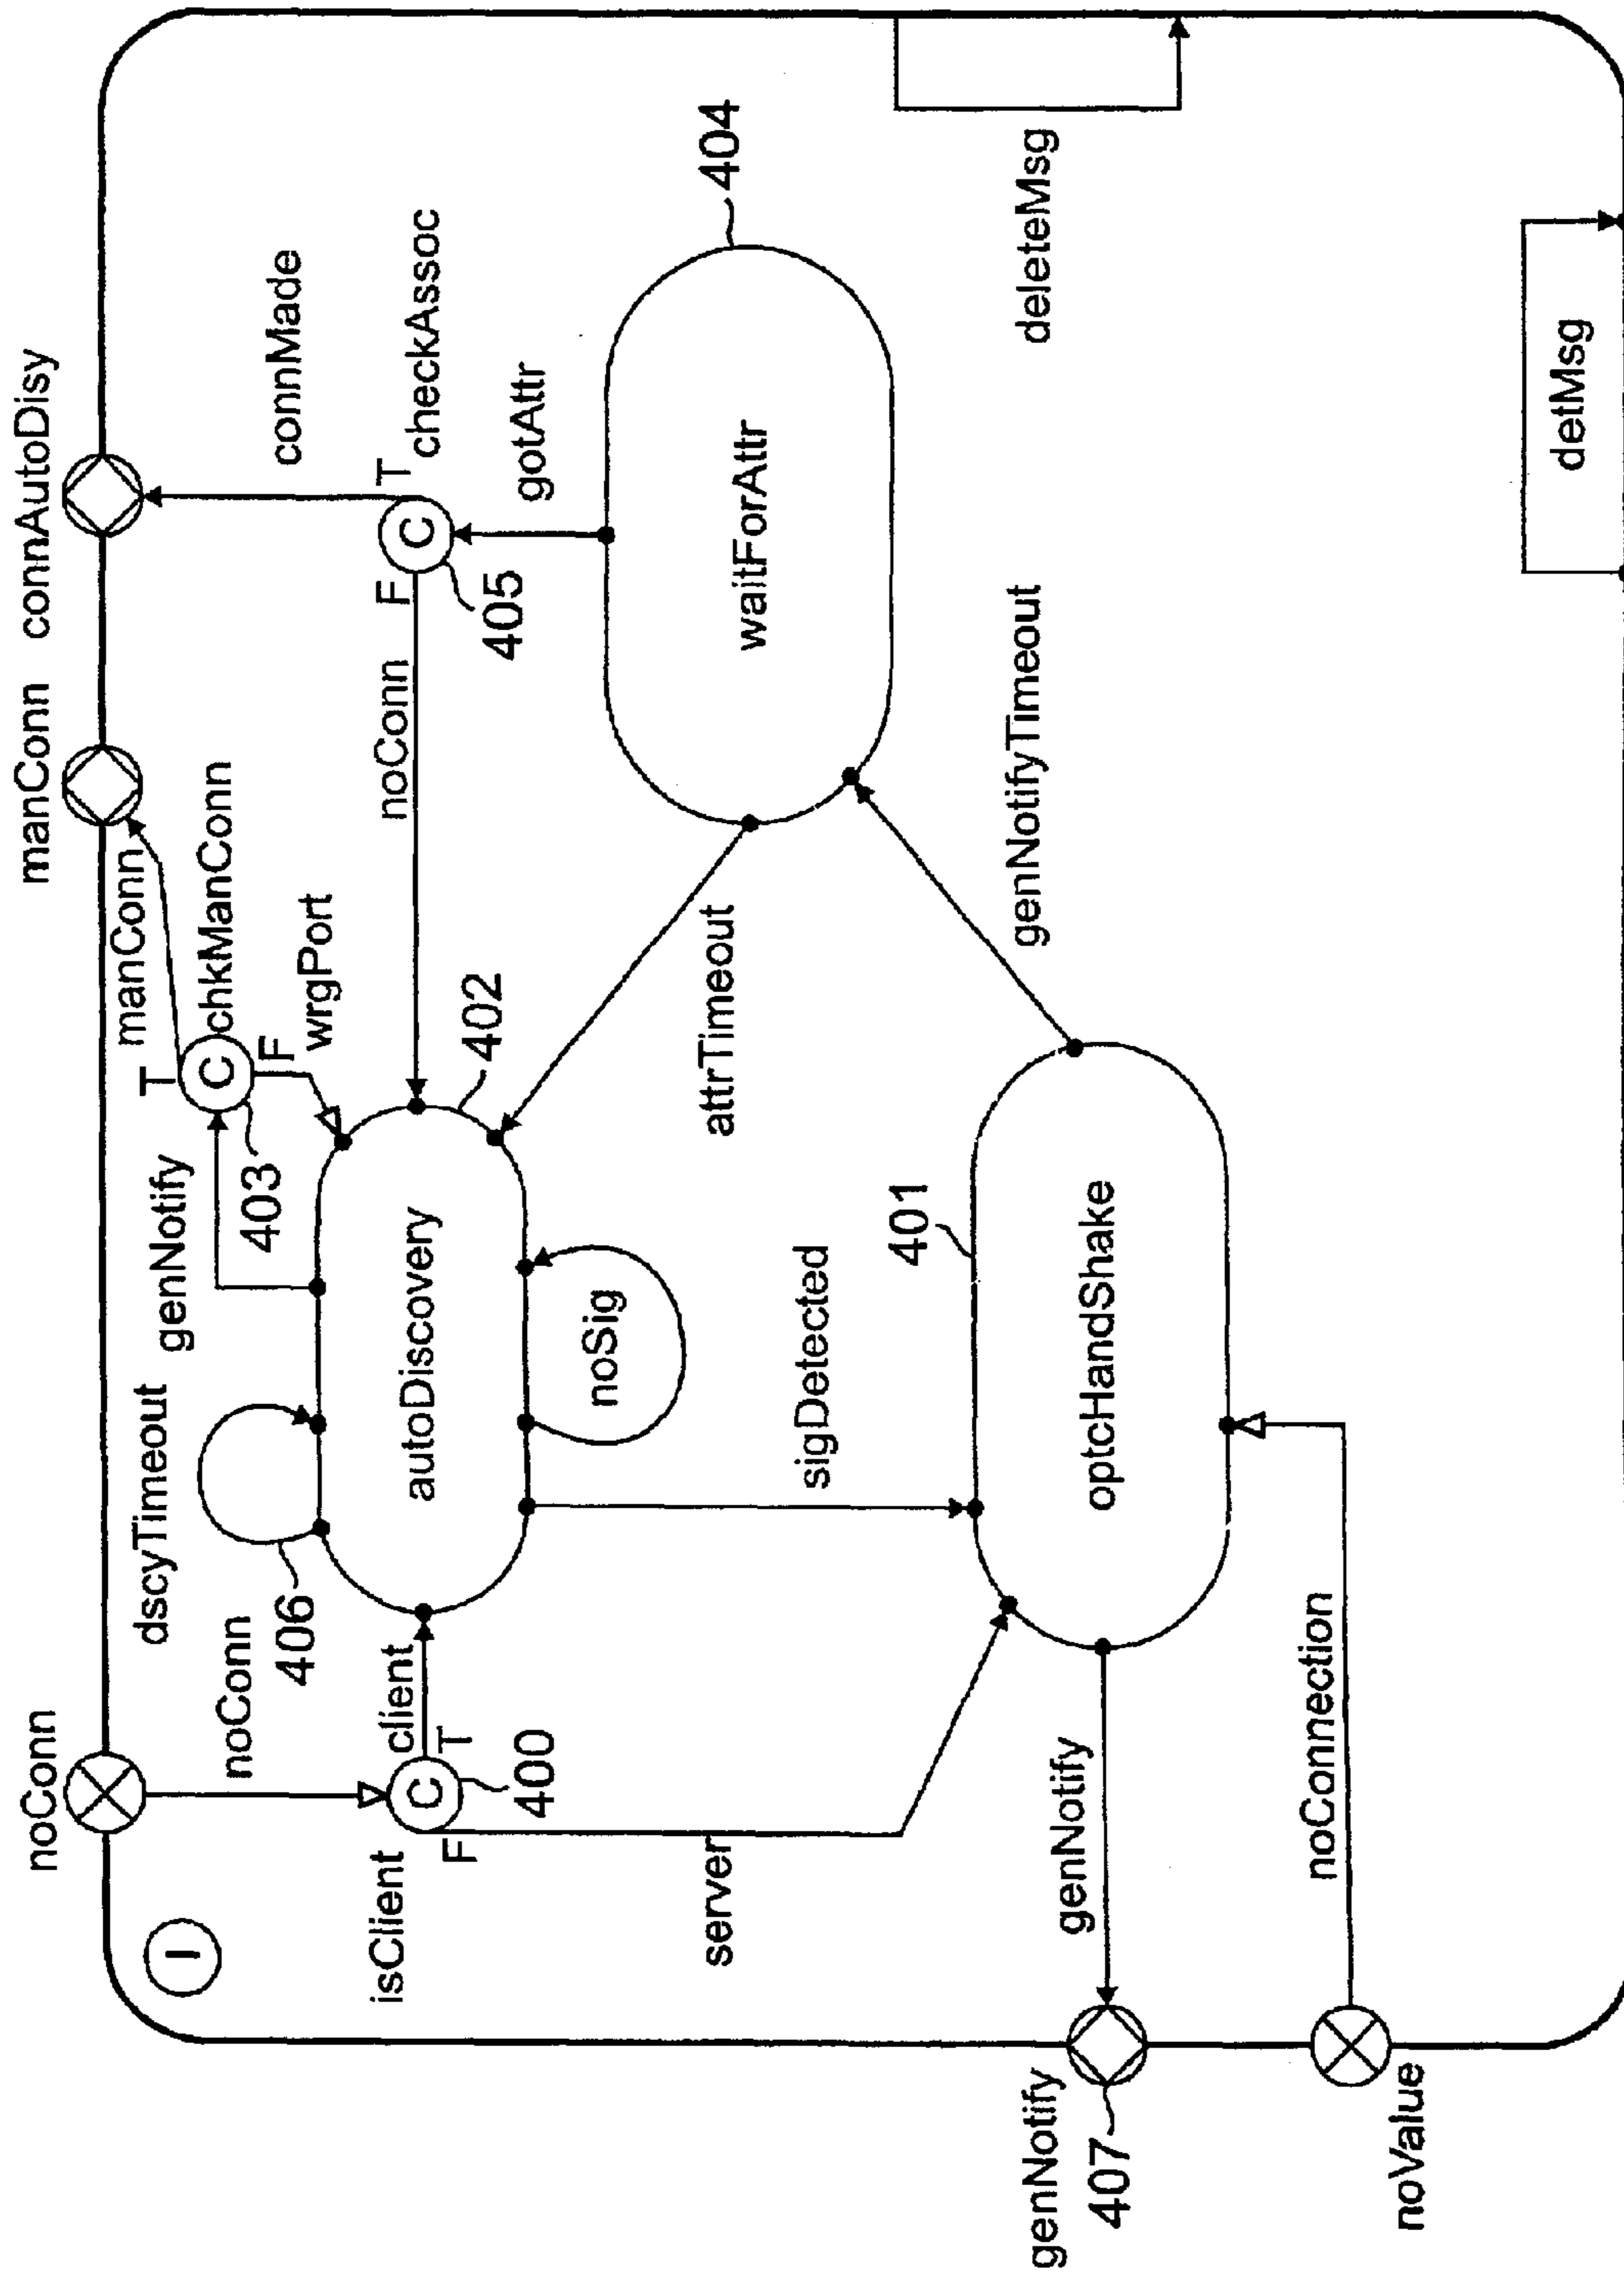 noConn
manConn
connAutoDisy
I
noConn
dscyTimeout
genNotify
T
manConn
C
chkManConn
403
F
wrgPort
connMade
isClient
C
client
T
F
400
406
autoDiscovery
402
noConn
F
C
T
checkAssoc
405
gotAttr
noSig
server
sigDetected
attrTimeout
waitForAttr
404
401
optcHandShake
genNotifyTimeout
deleteMsg
genNotify
genNotify
407
noConnection
noValue
detMsg